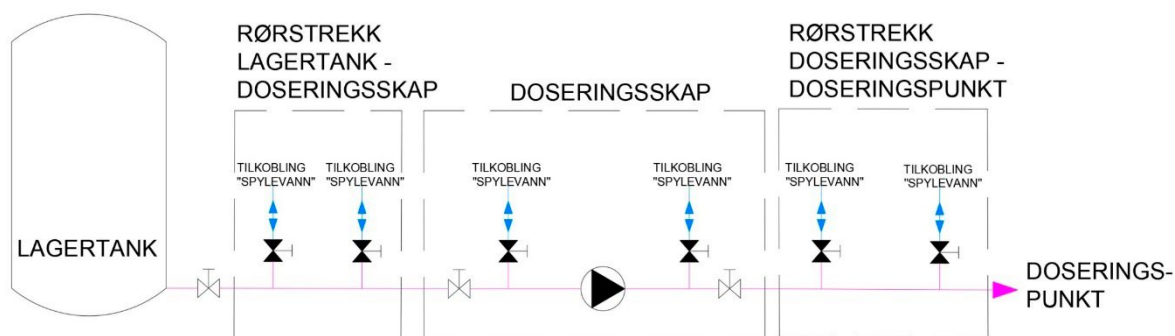 RØRSTREKK
LAGERTANK -
DOSERINGSSKAP
DOSERINGSSKAP
RØRSTREKK
DOSERINGSSKAP -
DOSERINGSPUNKT
TILKOBLING
"SPYLEVANN"
TILKOBLING
"SPYLEVANN"
TILKOBLING
"SPYLEVANN"
TILKOBLING
"SPYLEVANN"
TILKOBLING
"SPYLEVANN"
TILKOBLING
"SPYLEVANN"
LAGERTANK
DOSERINGS-
PUNKT